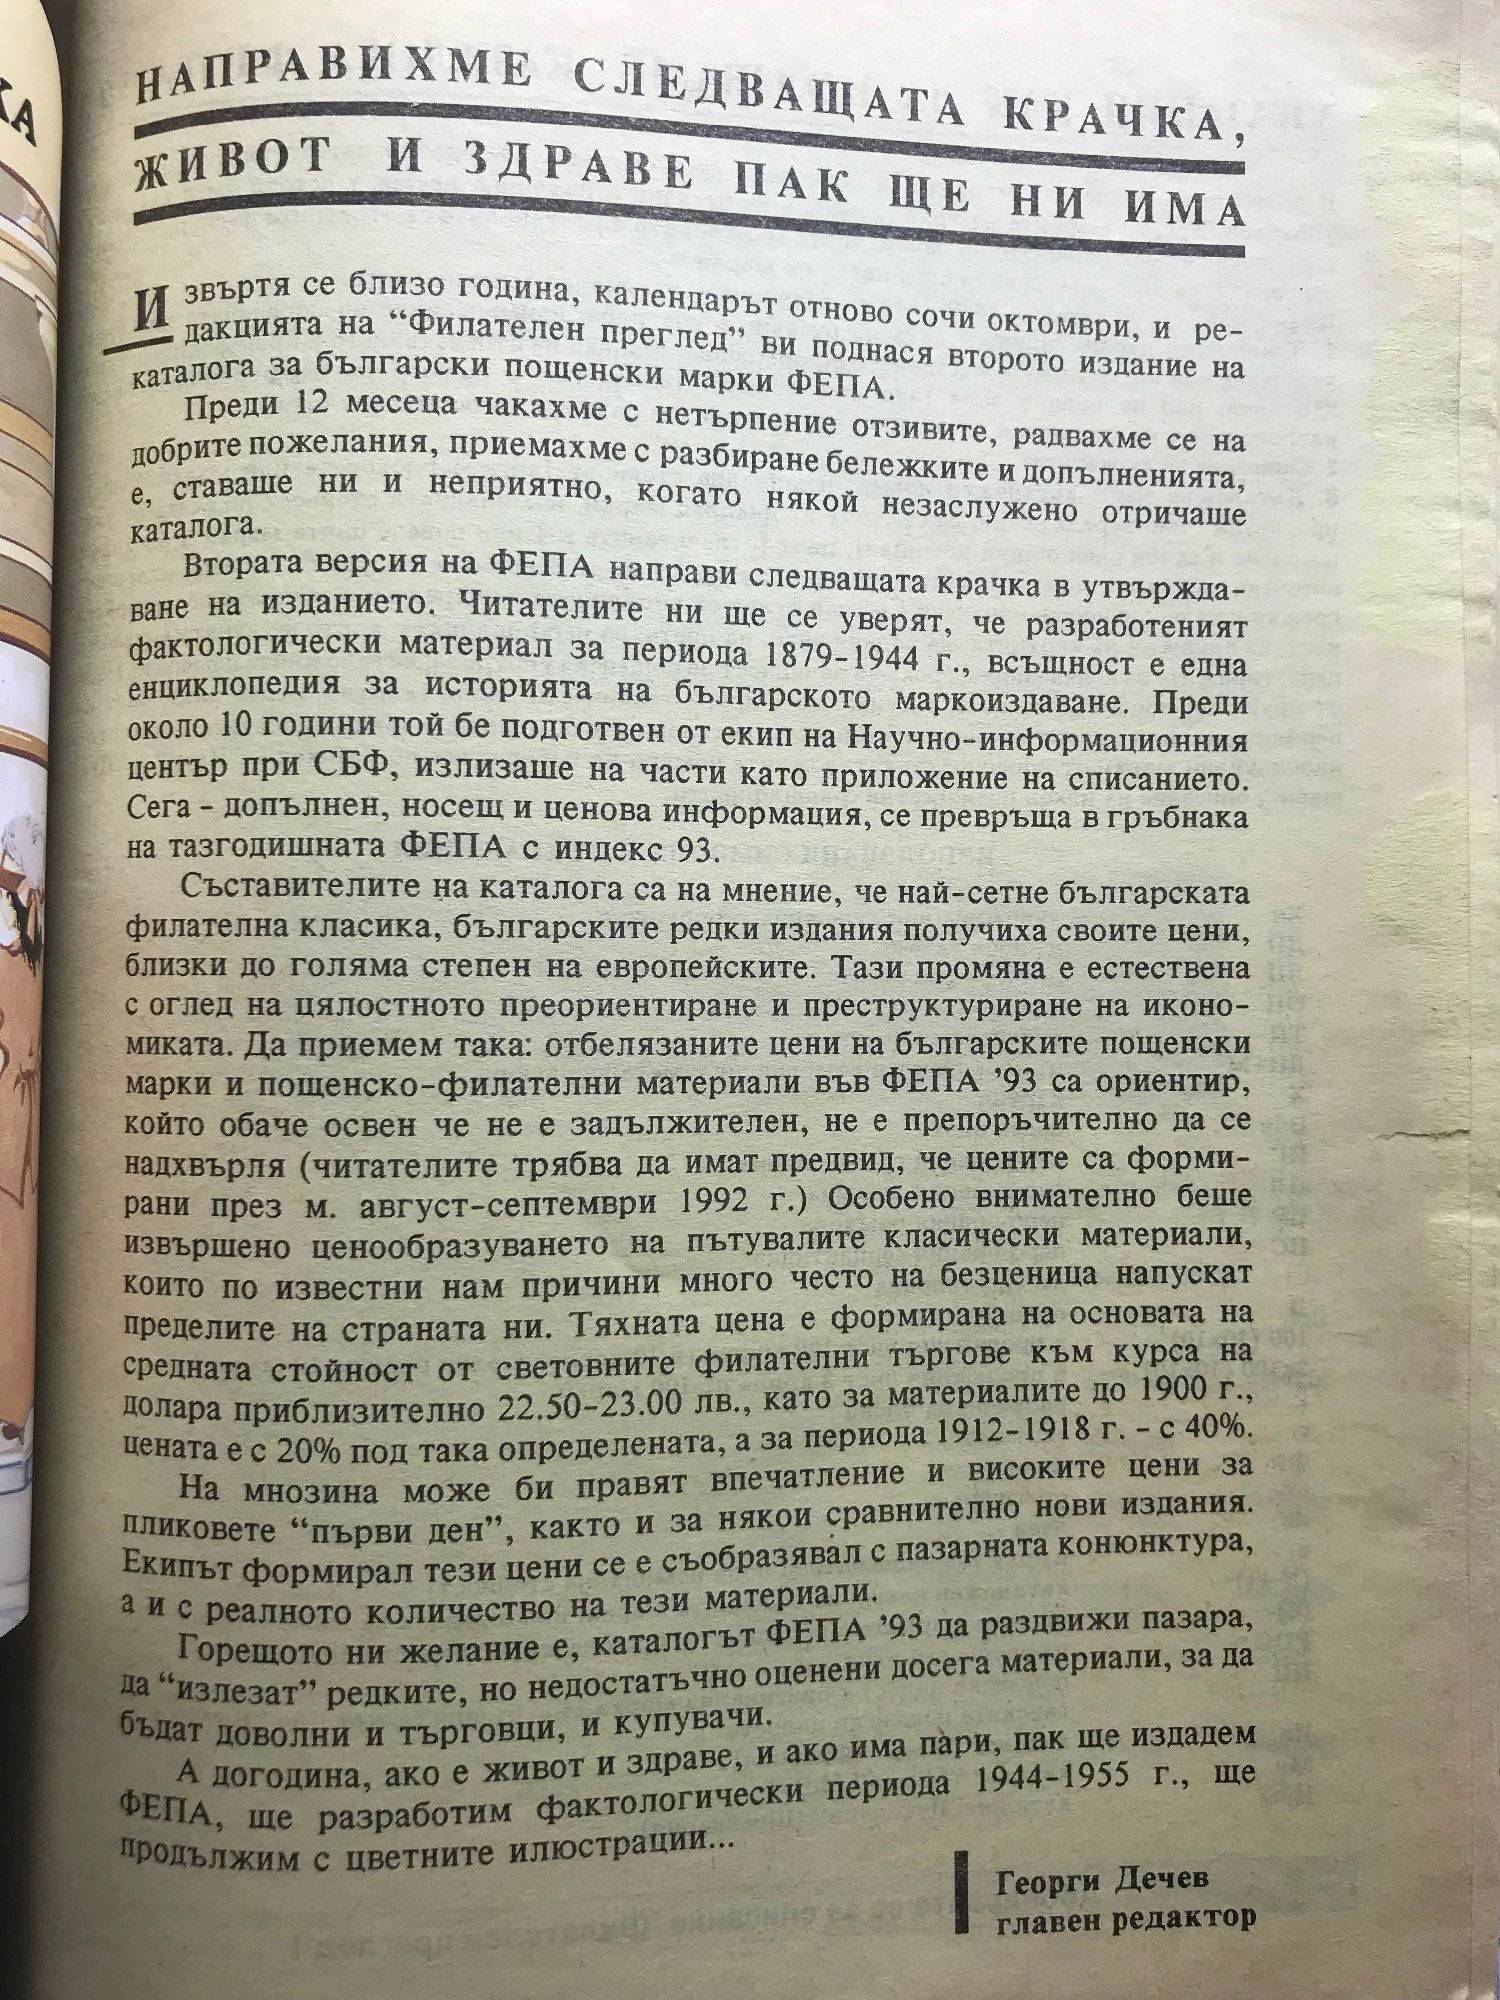 КА
НАПРАВИХМЕ СЛЕДВАЩАТА КРАЧКА,
ЖИВОТ И ЗДРАВЕ ПАК ЩЕ НИ ИМА
Извъртя се близо година, календарът отново сочи октомври, и ре-
дакцията на “Филателен преглед” ви поднася второто издание на
каталога за български пощенски марки ФЕПА.
Преди 12 месеца чакахме с нетърпение отзивите, радвахме се на
добрите пожелания, приемахме с разбиране бележките и допълненията,
е, ставаше ни и неприятно, когато някой незаслужено отричаше
каталога.
Втората версия на ФЕПА направи следващата крачка в утвържда-
ване на изданието. Читателите ни ще се уверят, че разработеният
фактологически материал за периода 1879-1944 г., всъщност е една
енциклопедия за историята на българското маркоиздаване. Преди
около 10 години той бе подготвен от екип на Научно-информационния
център при СБФ, излизаше на части като приложение на списанието.
Сега - допълнен, носещ и ценова информация, се превръща в гръбнака
на тазгодишната ФЕПА с индекс 93.
Съставителите на каталога са на мнение, че най-сетне българската
филателна класика, българските редки издания получиха своите цени,
близки до голяма степен на европейските. Тази промяна е естествена
с оглед на цялостното преориентиране и преструктуриране на иконо-
миката. Да приемем така: отбелязаните цени на българските пощенски
марки и пощенско-филателни материали във ФЕПА ’93 са ориентир,
който обаче освен че не е задължителен, не е препоръчително да се
надхвърля (читателите трябва да имат предвид, че цените са форми-
рани през м. август-септември 1992 г.) Особено внимателно беше
извършено ценообразуването на пътувалите класически материали,
които по известни нам причини много често на безценица напускат
пределите на страната ни. Тяхната цена е формирана на основата на
средната стойност от световните филателни търгове към курса на
долара приблизително 22.50-23.00 лв., като за материалите до 1900 г.,
цената е с 20% под така определената, а за периода 1912-1918 г. - с 40%.
На мнозина може би правят впечатление и високите цени за
пликовете “първи ден”, както и за някои сравнително нови издания.
Екипът формирал тези цени се е съобразявал с пазарната конюнктура,
а и с реалното количество на тези материали.
Горещото ни желание е, каталогът ФЕПА ’93 да раздвижи пазара,
да “излезат” редките, но недостатъчно оценени досега материали, за да
бъдат доволни и търговци, и купувачи.
А догодина, ако е живот и здраве, и ако има пари, пак ще издадем
ФЕПА, ще разработим фактологически периода 1944-1955 г., ще
продължим с цветните илюстрации...
Георги Дечев
главен редактор